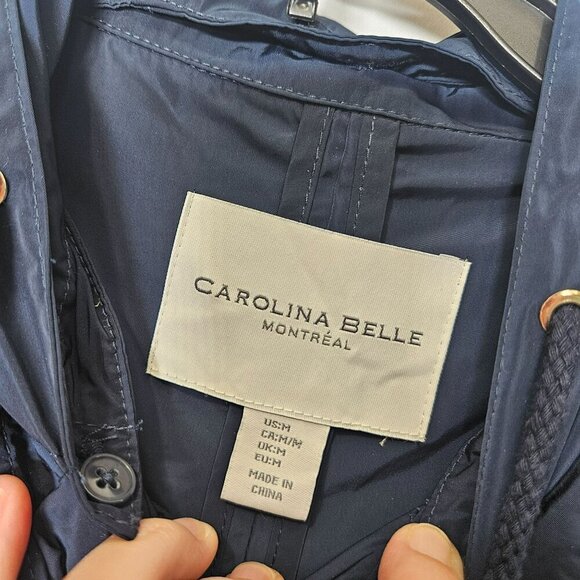 CAROLINA BELLE
MONTRÉAL
US:M
CA:M/M
UK:M
EU:M
MADE IN
CHINA